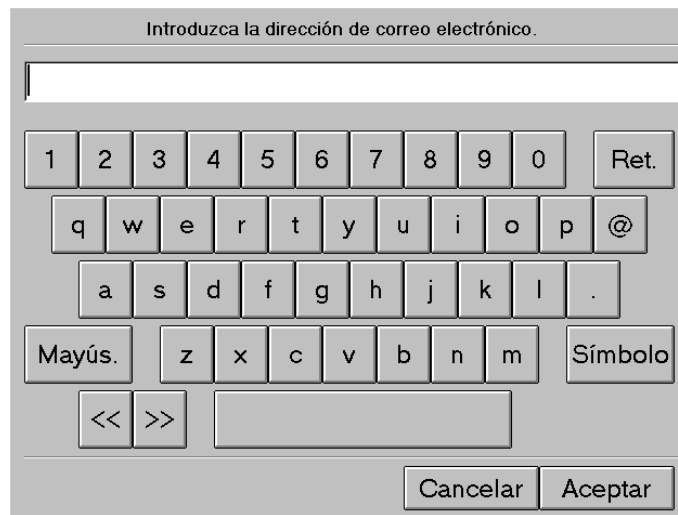 Introduzca la dirección de correo electrónico.
1 2 3 4 5 6 7 8 9 0 Ret.
q w e r t y u i o p @
a s d f g h j k l .
Mayús. z x c v b n m Símbolo
<< >>
Cancelar Aceptar